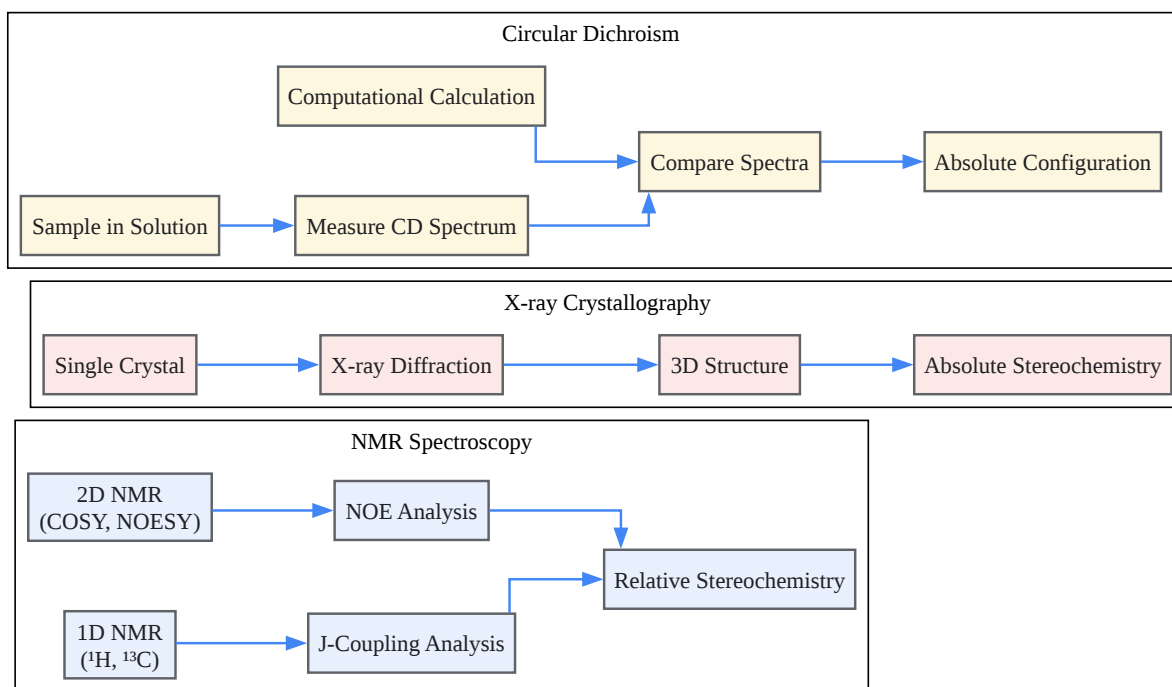 Circular Dichroism
Computational Calculation
Compare Spectra
Absolute Configuration
Sample in Solution
Measure CD Spectrum
X-ray Crystallography
Single Crystal
X-ray Diffraction
3D Structure
Absolute Stereochemistry
NMR Spectroscopy
2D NMR
(COSY, NOESY)
NOE Analysis
Relative Stereochemistry
1D NMR
(¹H, ¹³C)
J-Coupling Analysis